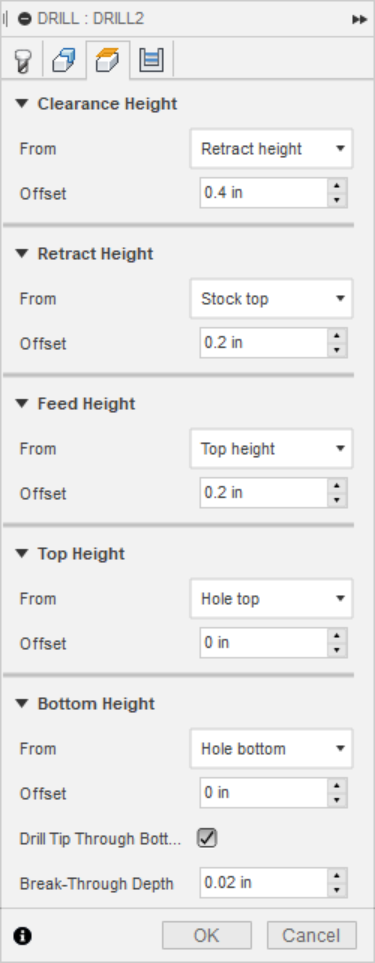 DRILL : DRILL2
Clearance Height
From Retract height
Offset 0.4 in
Retract Height
From Stock top
Offset 0.2 in
Feed Height
From Top height
Offset 0.2 in
Top Height
From Hole top
Offset 0 in
Bottom Height
From Hole bottom
Offset 0 in
Drill Tip Through Bott...
Break-Through Depth 0.02 in
OK Cancel